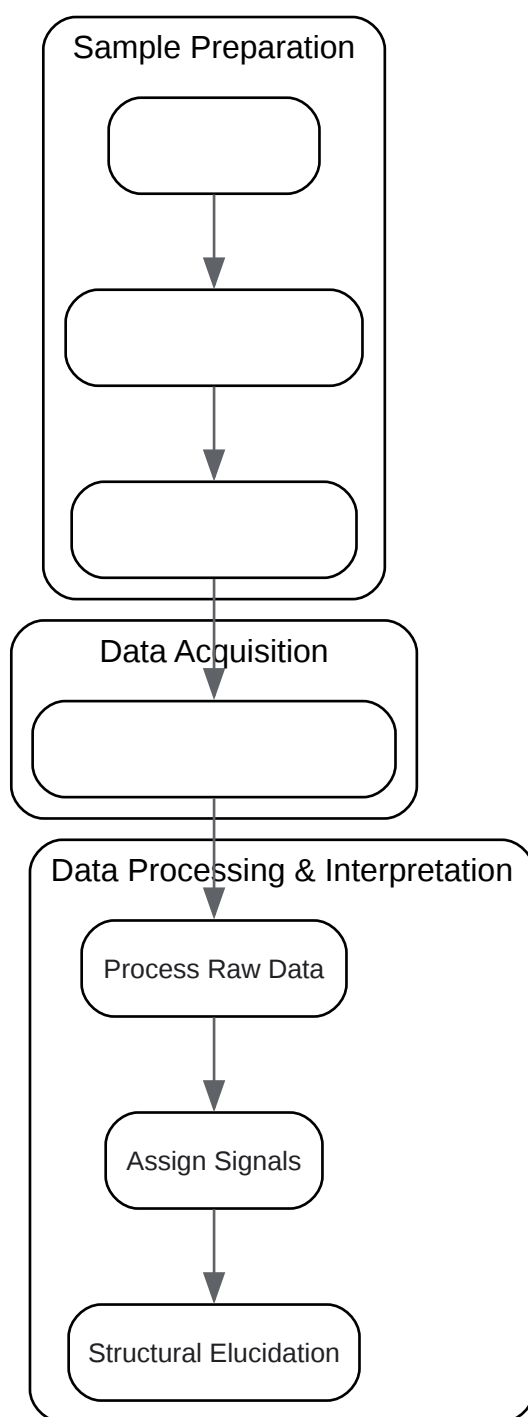 Sample Preparation
Data Acquisition
Data Processing & Interpretation
Process Raw Data
Assign Signals
Structural Elucidation